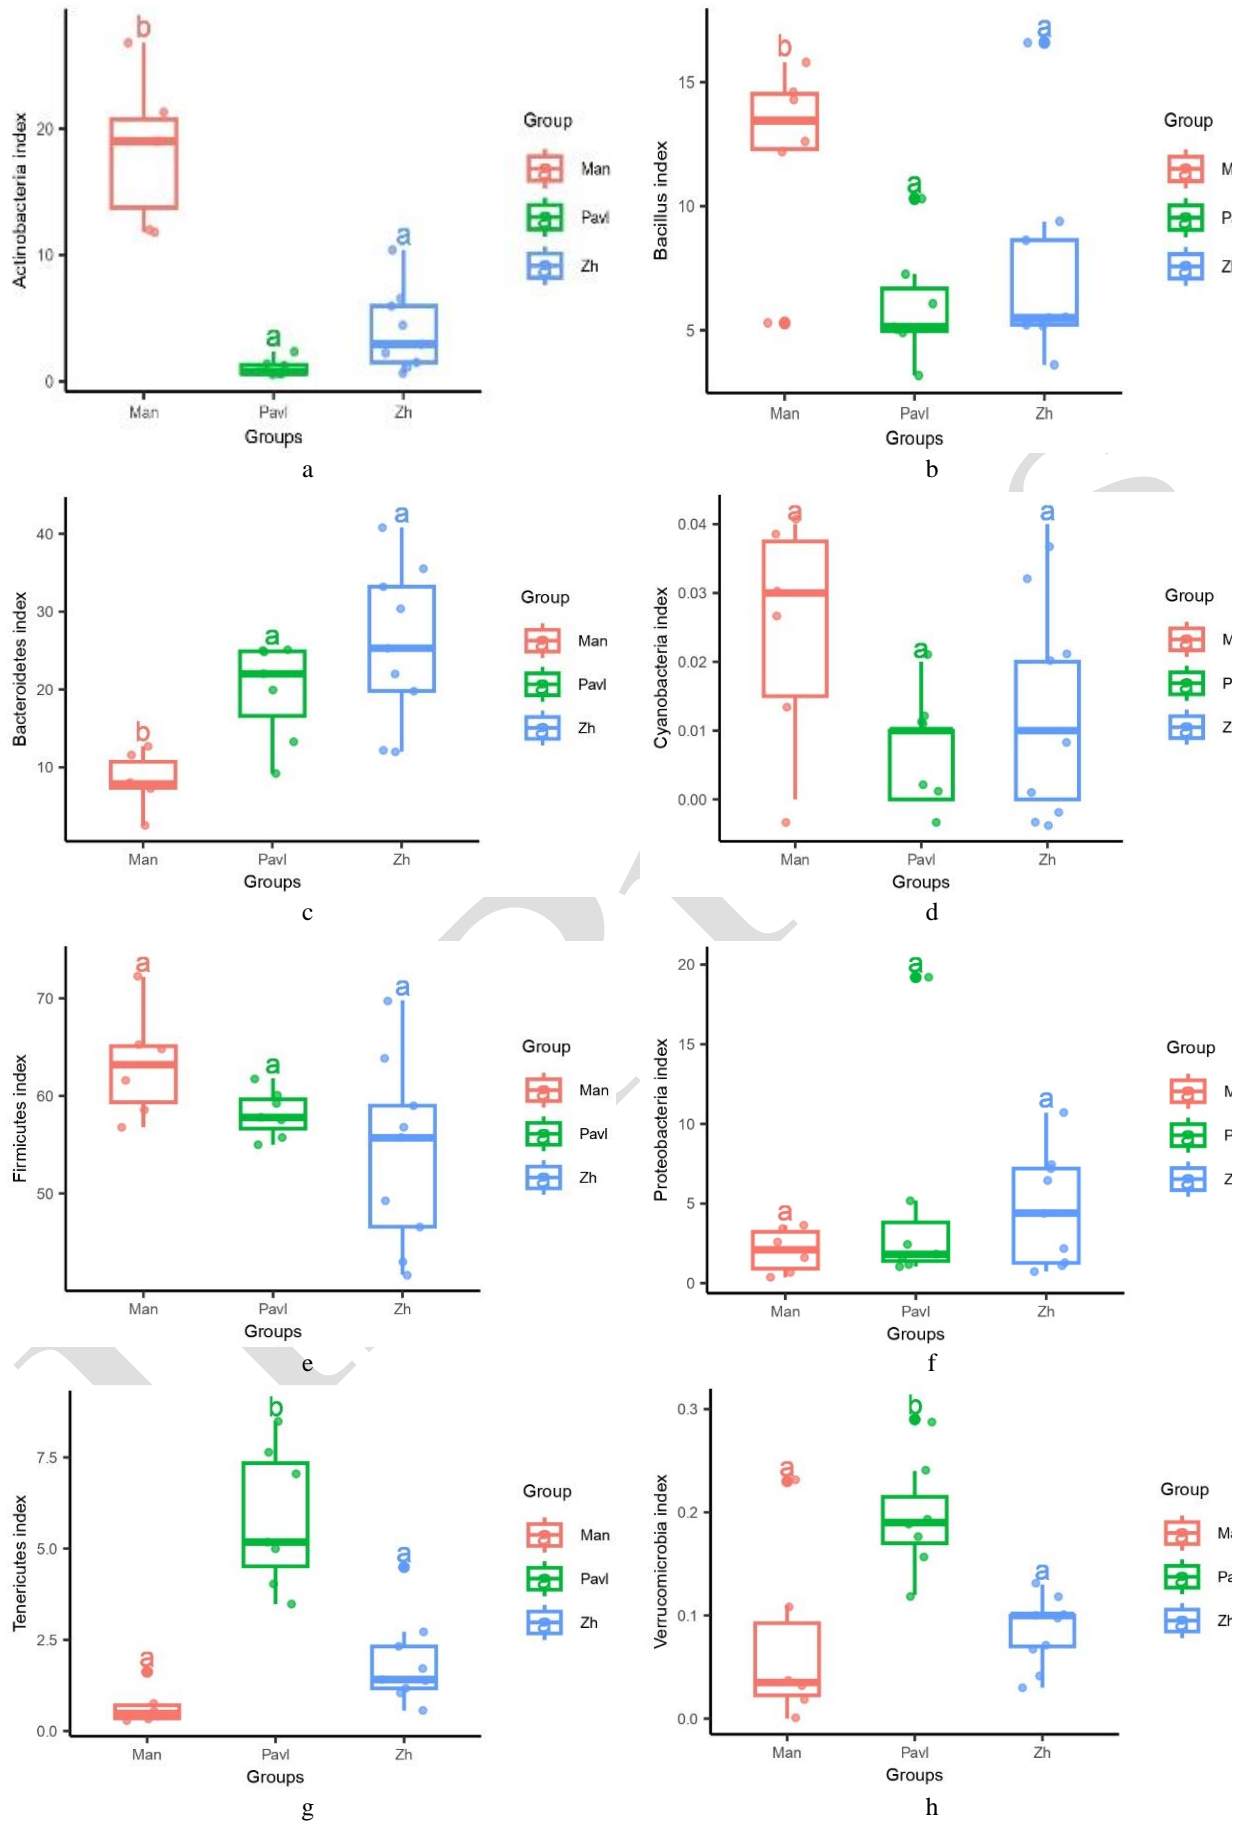 b
20
10
0
Actinobacteria index
a
a
Man
Pavl
Zh
Groups
Group
a Man
a Pavl
a Zh
a
b
a
a
15
10
5
Bacillus index
Man
Pavl
Zh
Groups
Group
a M
a P
a Z
b
b
a
a
40
30
20
10
Bacteroidetes index
Man
Pavl
Zh
Groups
Group
a Man
a Pavl
a Zh
c
a
a
a
0.04
0.03
0.02
0.01
0.00
Cyanobacteria index
Man
Pavl
Zh
Groups
Group
a M
a P
a Z
d
a
a
a
70
60
50
Firmicutes index
Man
Pavl
Zh
Groups
Group
a Man
a Pavl
a Zh
e
a
a
a
20
15
10
5
0
Proteobacteria index
Man
Pavl
Zh
Groups
Group
a M
a P
a Z
f
a
b
a
7.5
5.0
2.5
0.0
Tenericutes index
Man
Pavl
Zh
Groups
Group
a Man
a Pavl
a Zh
g
a
b
a
0.3
0.2
0.1
0.0
Verrucomicrobia index
Man
Pavl
Zh
Groups
Group
a Ma
a Pa
a Zh
h